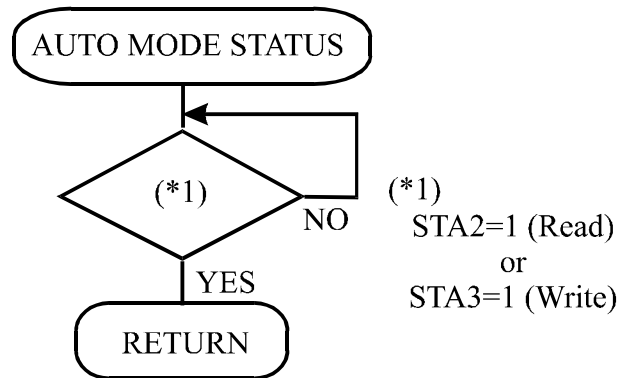 AUTO MODE STATUS
(*1)
NO
(*1)
STA2=1 (Read)
or
STA3=1 (Write)
YES
RETURN